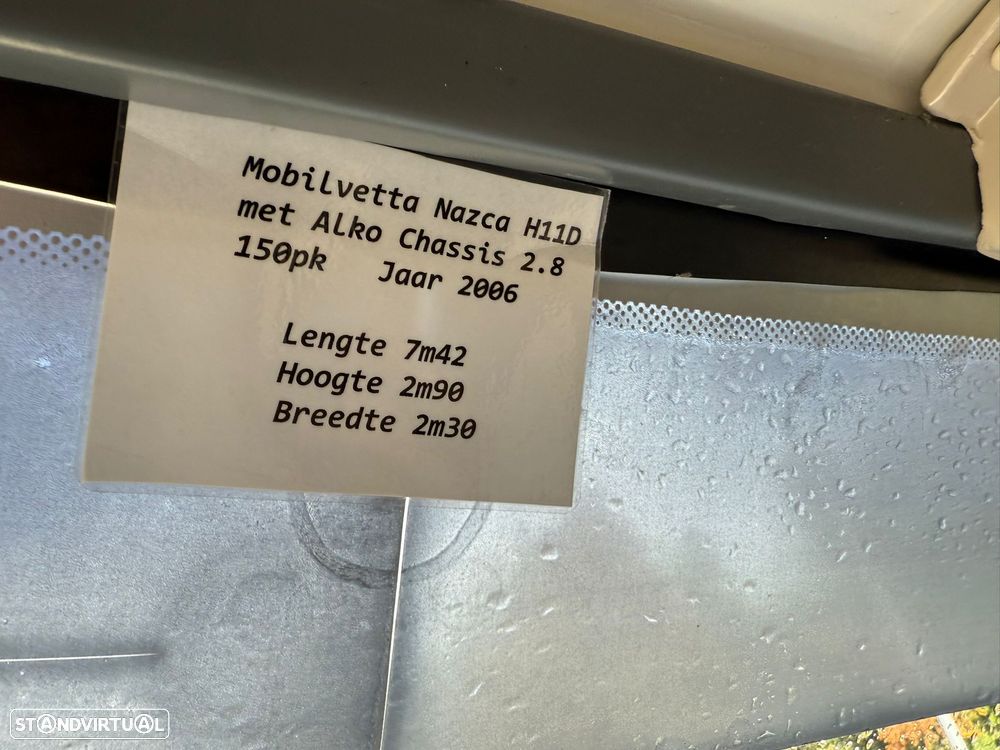 Mobilvetta Nazca H11D
met Alko Chassis 2.8
150pk Jaar 2006
Lengte 7m42
Hoogte 2m90
Breedte 2m30
STANDVIRTUAL